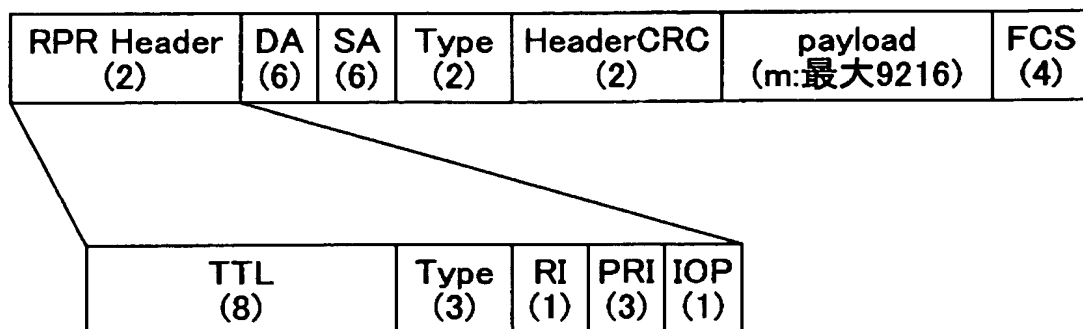 RPR Header DA SA Type HeaderCRC payload FCS
(2) (6) (6) (2) (2) (m:最大9216) (4)
TTL Type RI PRI IOP
(8) (3) (1) (3) (1)